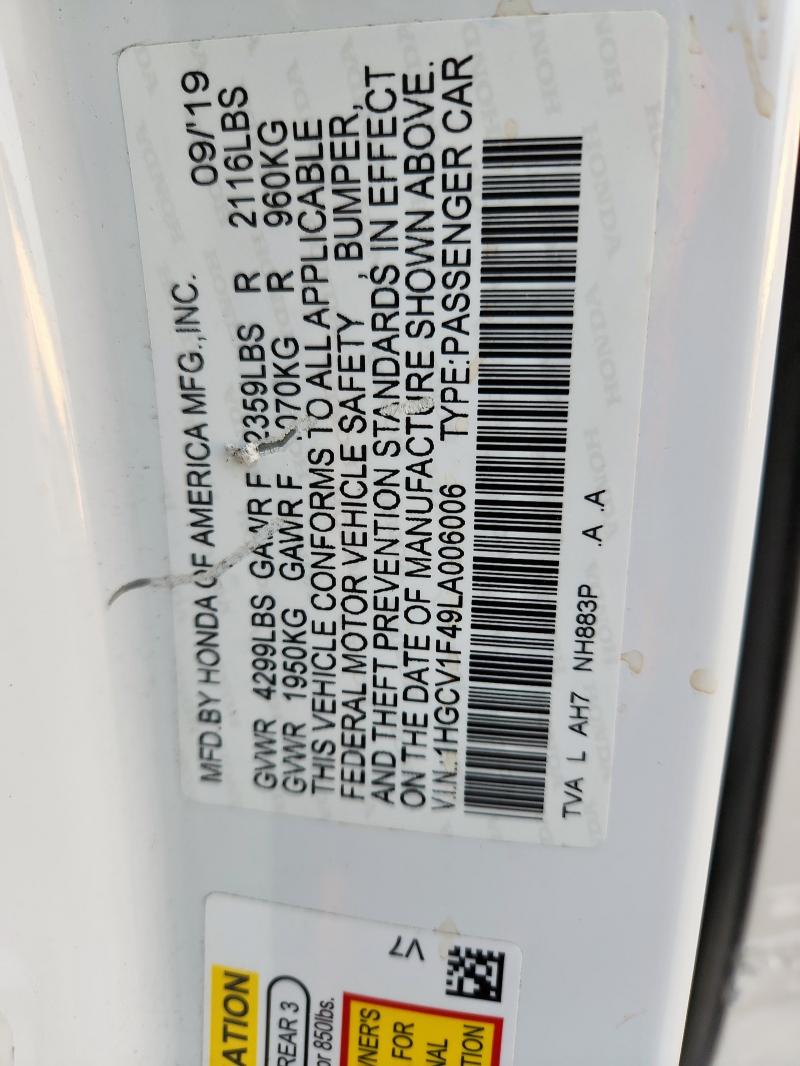 MFD.BY HONDA OF AMERICA MFG.,INC. 09/'19
GVWR 4299LBS GAWR F 2359LBS R 2116LBS
GVWR 1950KG GAWR F 1070KG R 960KG
THIS VEHICLE CONFORMS TO ALL APPLICABLE
FEDERAL MOTOR VEHICLE SAFETY , BUMPER,
AND THEFT PREVENTION STANDARDS IN EFFECT
ON THE DATE OF MANUFACTURE SHOWN ABOVE.
V.I.N.:1HGCV1F49LA006006 TYPE:PASSENGER CAR
TVA L AH7 NH883P .A .A
ATION
REAR 3
or 850lbs.
WNER'S
FOR
NAL
TION
V7